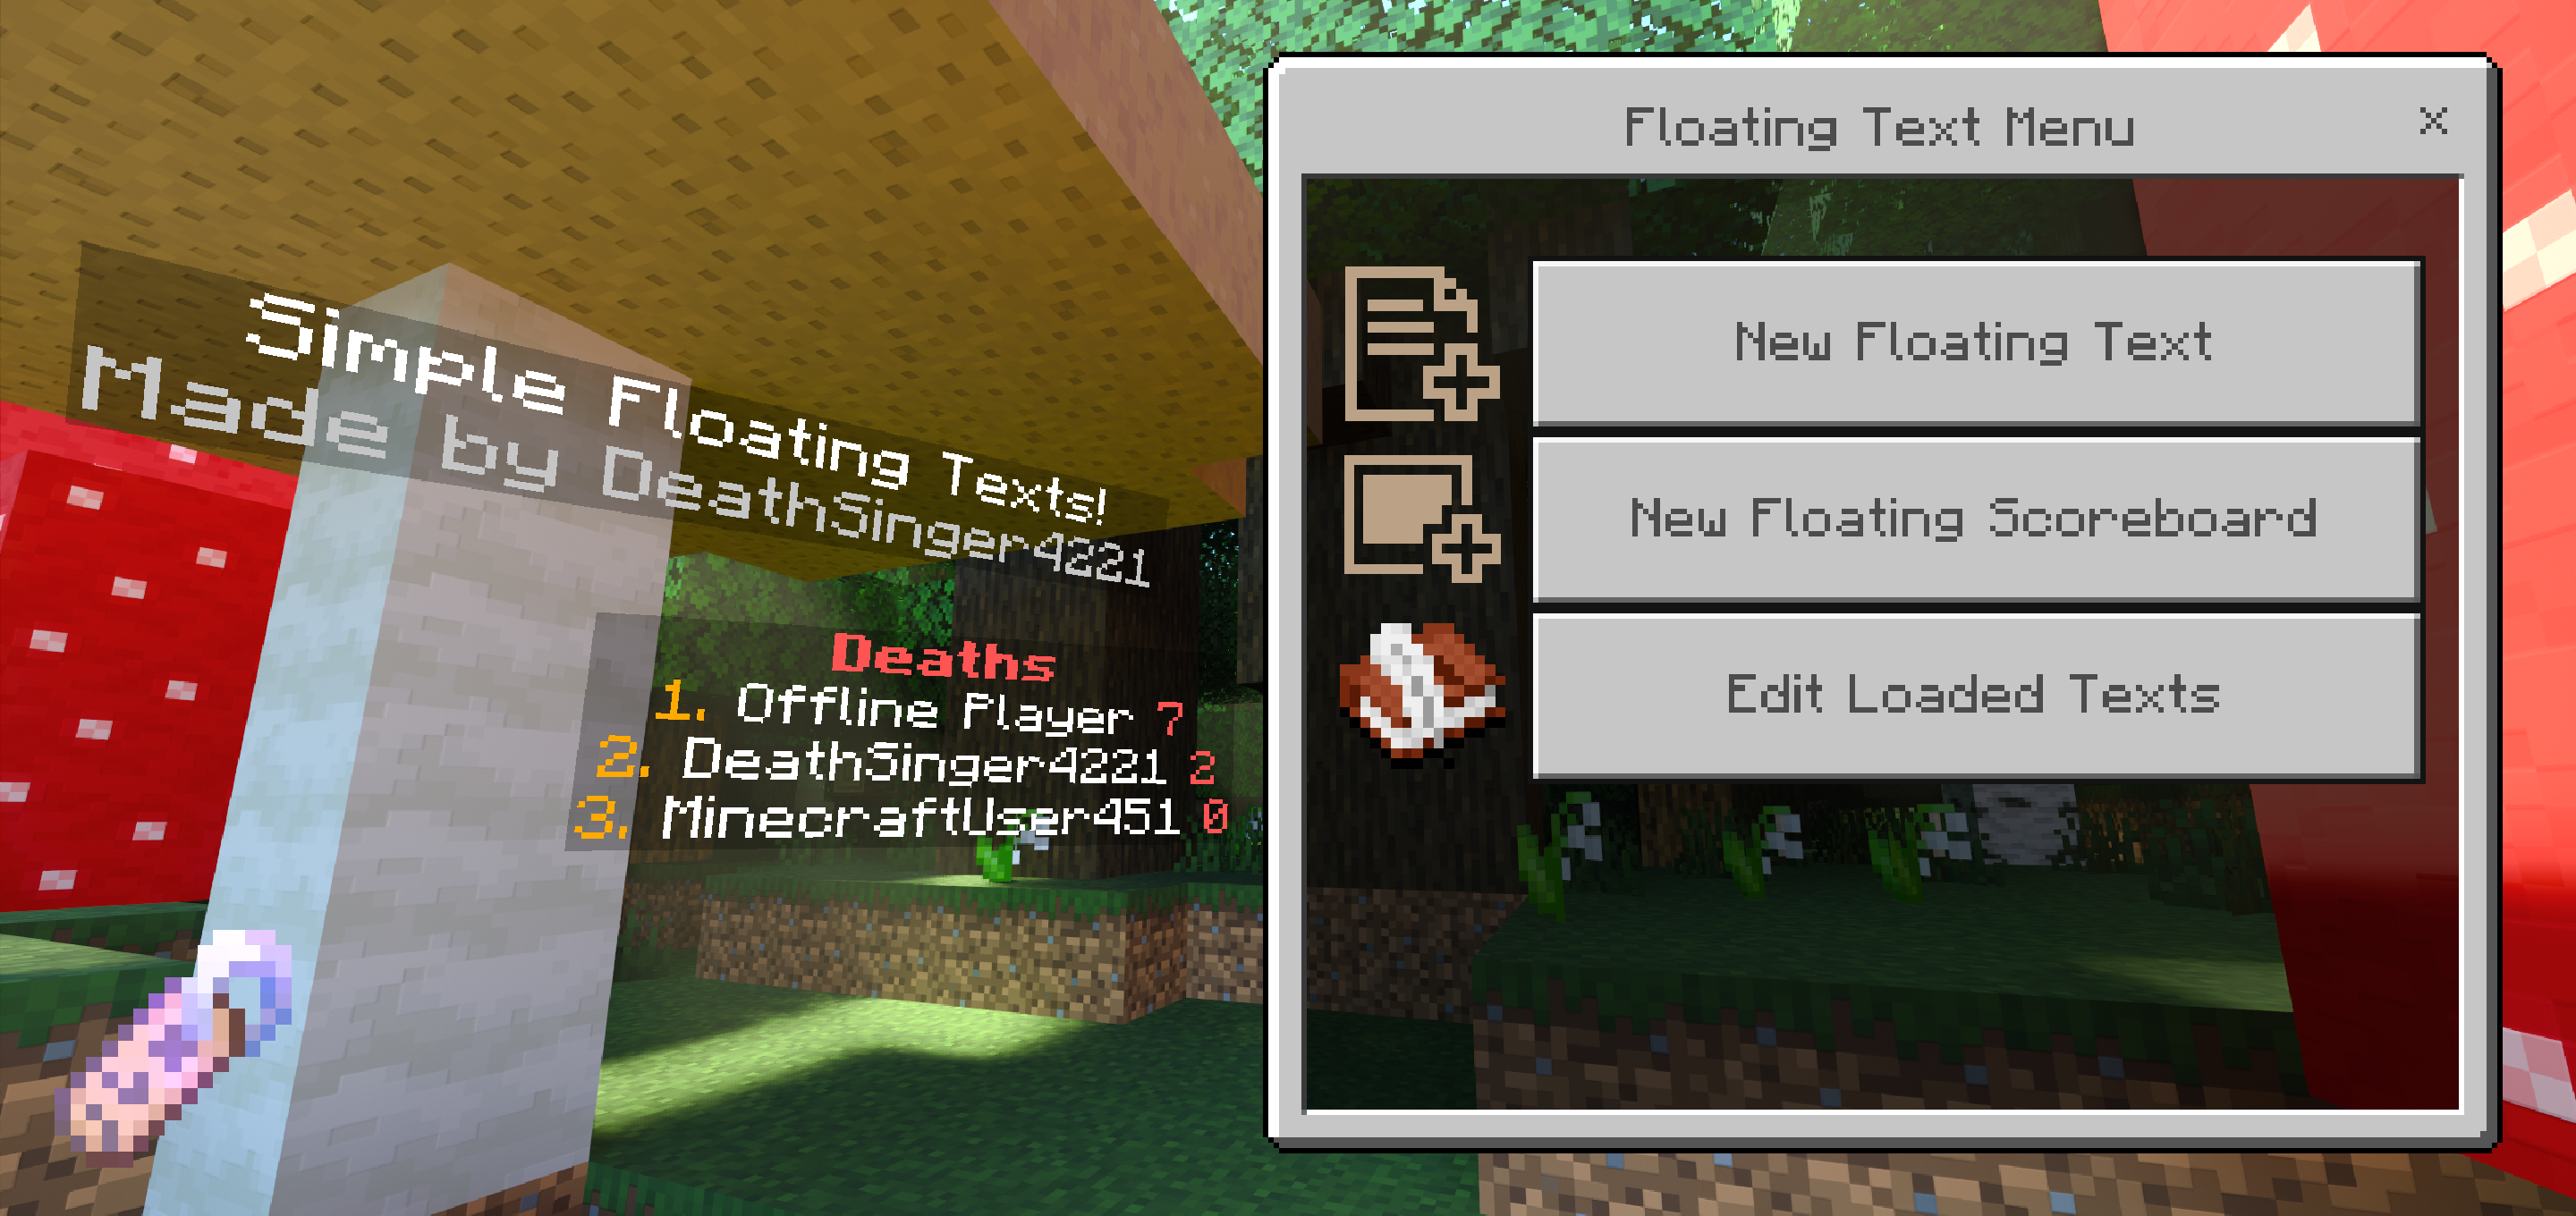 Simple Floating Texts!
Made by DeathSinger4221
Deaths
1. Offline Player 7
2. DeathSinger4221 2
3. MinecraftUser451 0
Floating Text Menu
New Floating Text
New Floating Scoreboard
Edit Loaded Texts